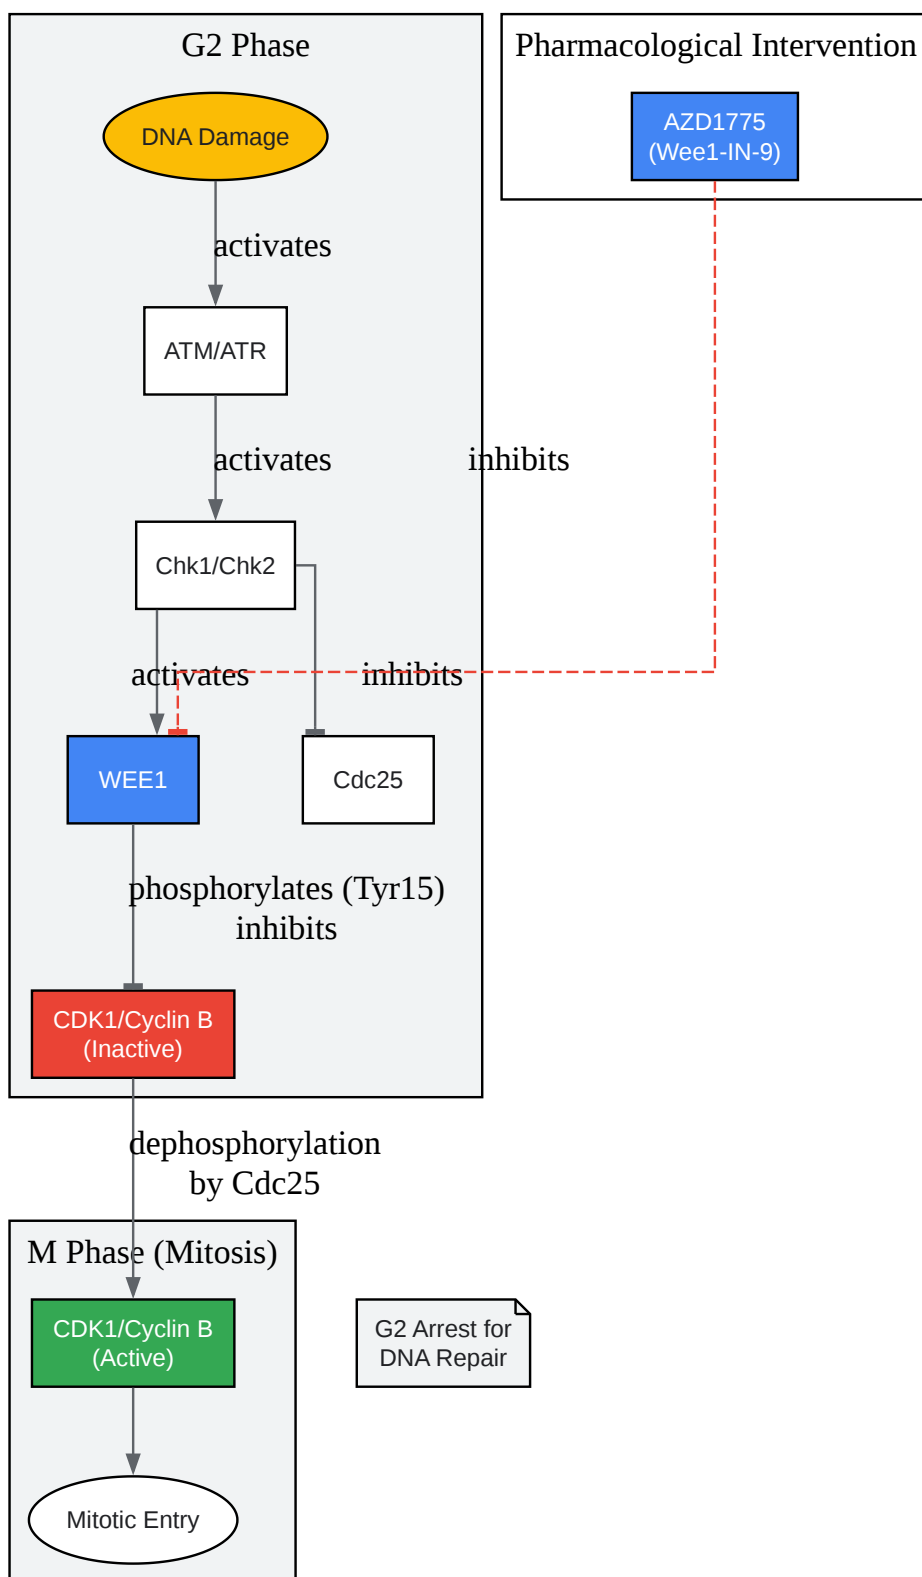 G2 Phase
Pharmacological Intervention
DNA Damage
AZD1775
(Wee1-IN-9)
activates
ATM/ATR
activates
inhibits
Chk1/Chk2
activates
inhibits
WEE1
Cdc25
phosphorylates (Tyr15)
inhibits
CDK1/Cyclin B
(Inactive)
dephosphorylation
by Cdc25
M Phase (Mitosis)
CDK1/Cyclin B
(Active)
G2 Arrest for
DNA Repair
Mitotic Entry